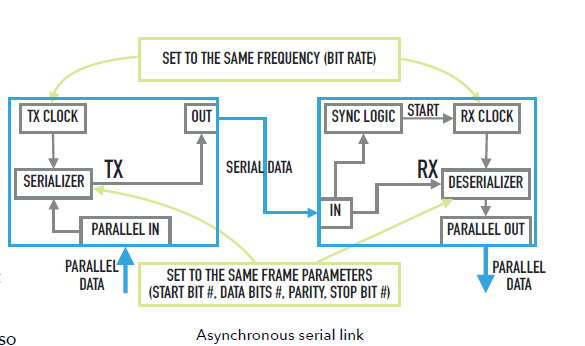 SET TO THE SAME FREQUENCY (BIT RATE)
TX CLOCK
OUT
SYNC LOGIC
START
RX CLOCK
SERIALIZER
TX
SERIAL DATA
RX
DESERIALIZER
IN
PARALLEL IN
PARALLEL OUT
PARALLEL
DATA
SET TO THE SAME FRAME PARAMETERS
(START BIT #, DATA BITS #, PARITY, STOP BIT #)
PARALLEL
DATA
so
Asynchronous serial link